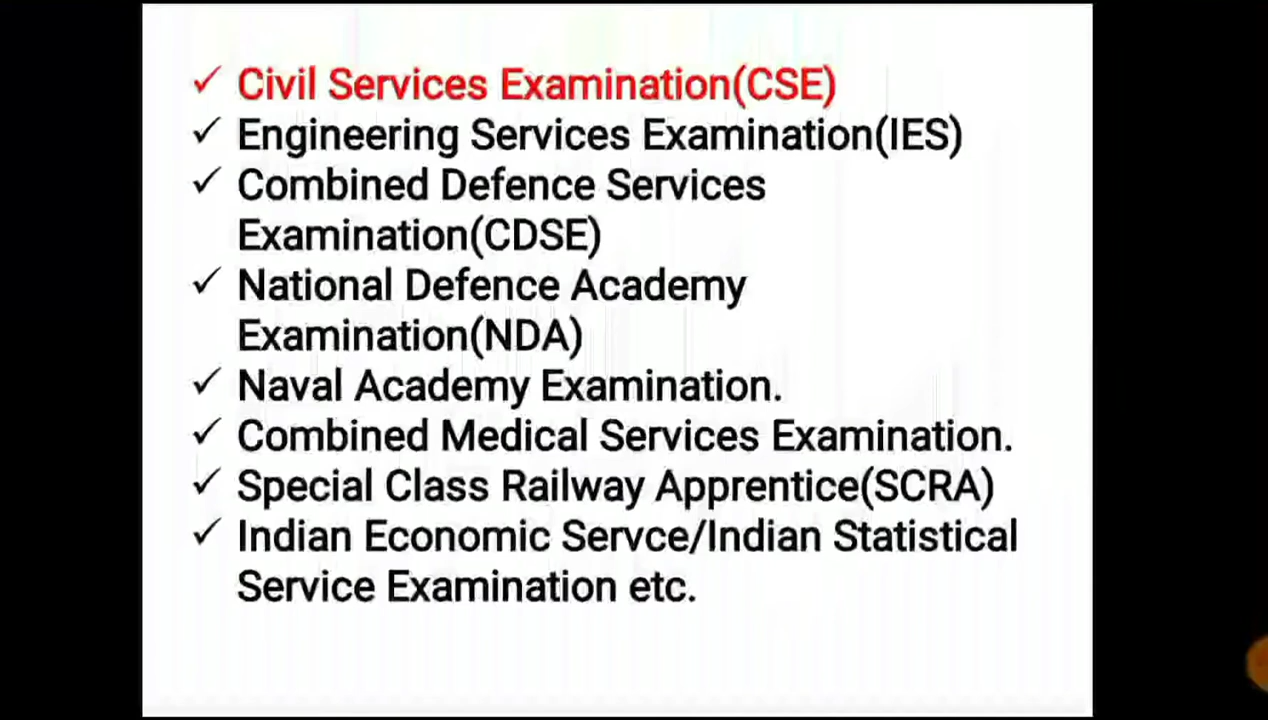 ✓ Civil Services Examination(CSE)
✓ Engineering Services Examination(IES)
✓ Combined Defence Services
Examination(CDSE)
✓ National Defence Academy
Examination(NDA)
✓ Naval Academy Examination.
✓ Combined Medical Services Examination.
✓ Special Class Railway Apprentice(SCRA)
✓ Indian Economic Servce/Indian Statistical
Service Examination etc.